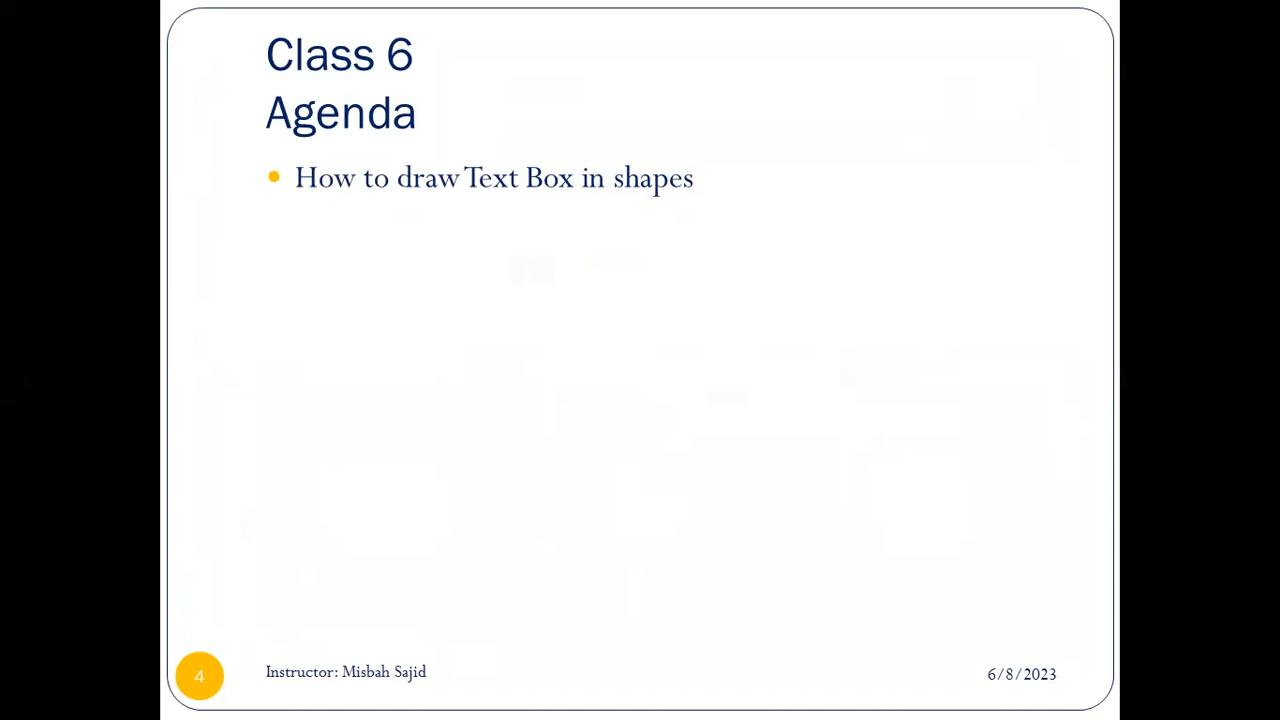 Class 6
Agenda
How to draw Text Box in shapes
4
Instructor: Misbah Sajid
6/8/2023